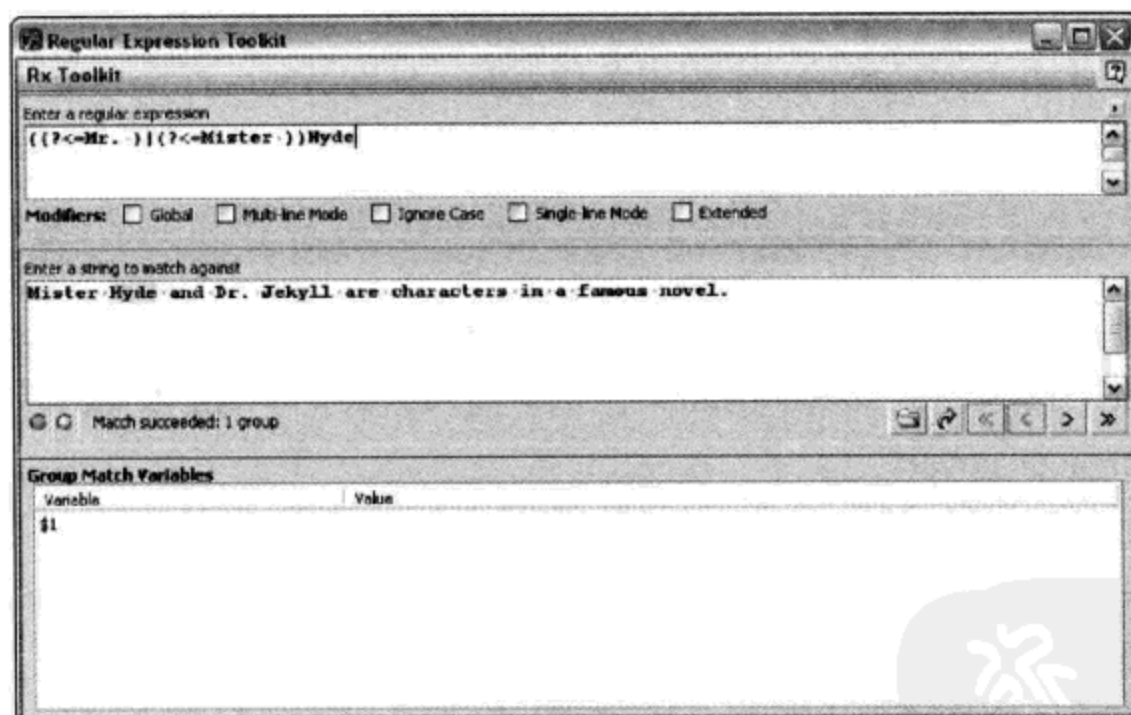 Regular Expression Toolkit
Rx Toolkit
Enter a regular expression
((?<=Mr. )|(?<=Mister ))Hyde
Modifiers: Global Multi-line Mode Ignore Case Single-line Mode Extended
Enter a string to match against
Mister Hyde and Dr. Jekyll are characters in a famous novel.
Match succeeded: 1 group
Group Match Variables
Variable Value
$1